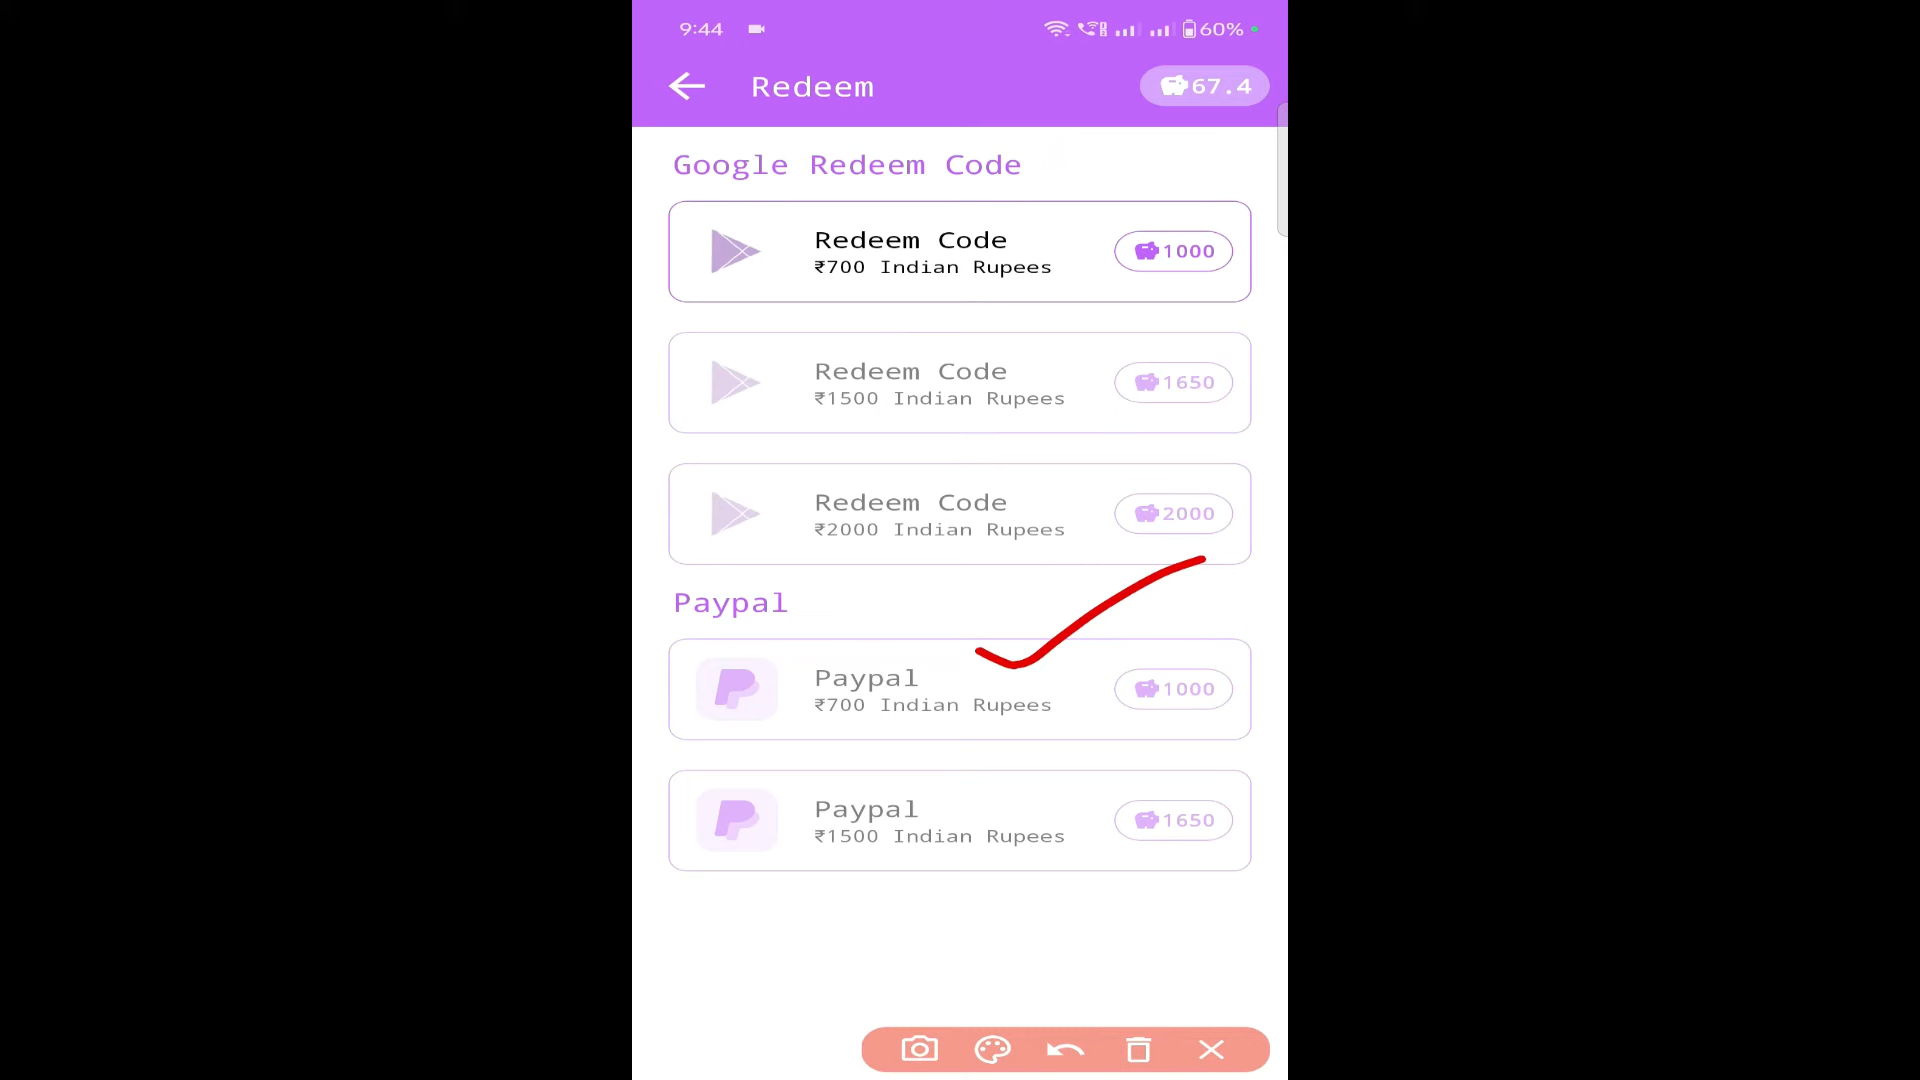 9:44
60%
Redeem
67.4
Google Redeem Code
Redeem Code
₹700 Indian Rupees
1000
Redeem Code
₹1500 Indian Rupees
1650
Redeem Code
₹2000 Indian Rupees
2000
Paypal
Paypal
₹700 Indian Rupees
1000
Paypal
₹1500 Indian Rupees
1650